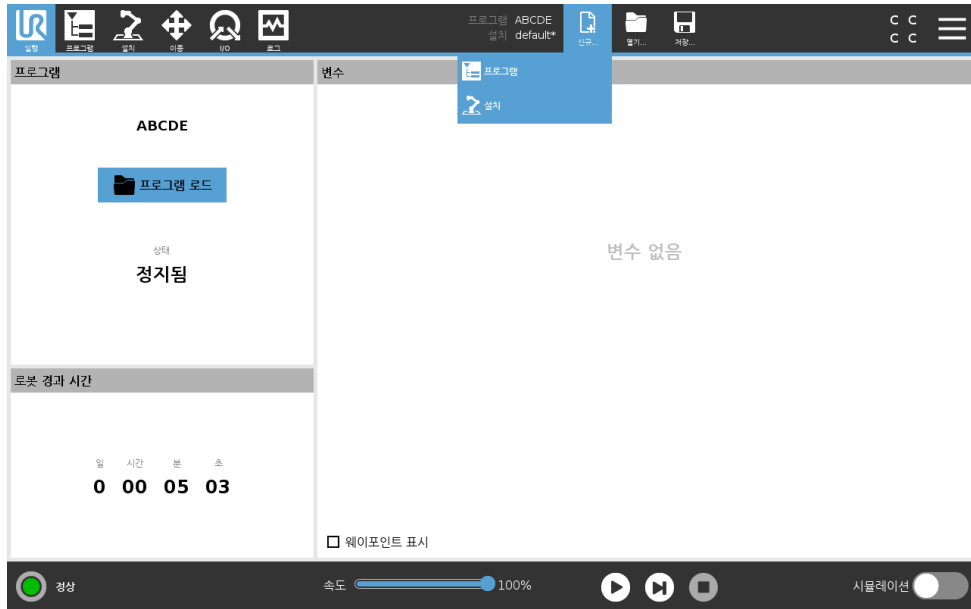 UR
실행 프로그램 설치 이동 I/O 로그
프로그램 ABCDE
설치 default*
신규... 열기... 저장...
C C
C C
프로그램
설치
프로그램
ABCDE
프로그램 로드
상태
정지됨
로봇 경과 시간
일 시간 분 초
0 00 05 03
변수
변수 없음
웨이포인트 표시
정상
속도 100%
시뮬레이션